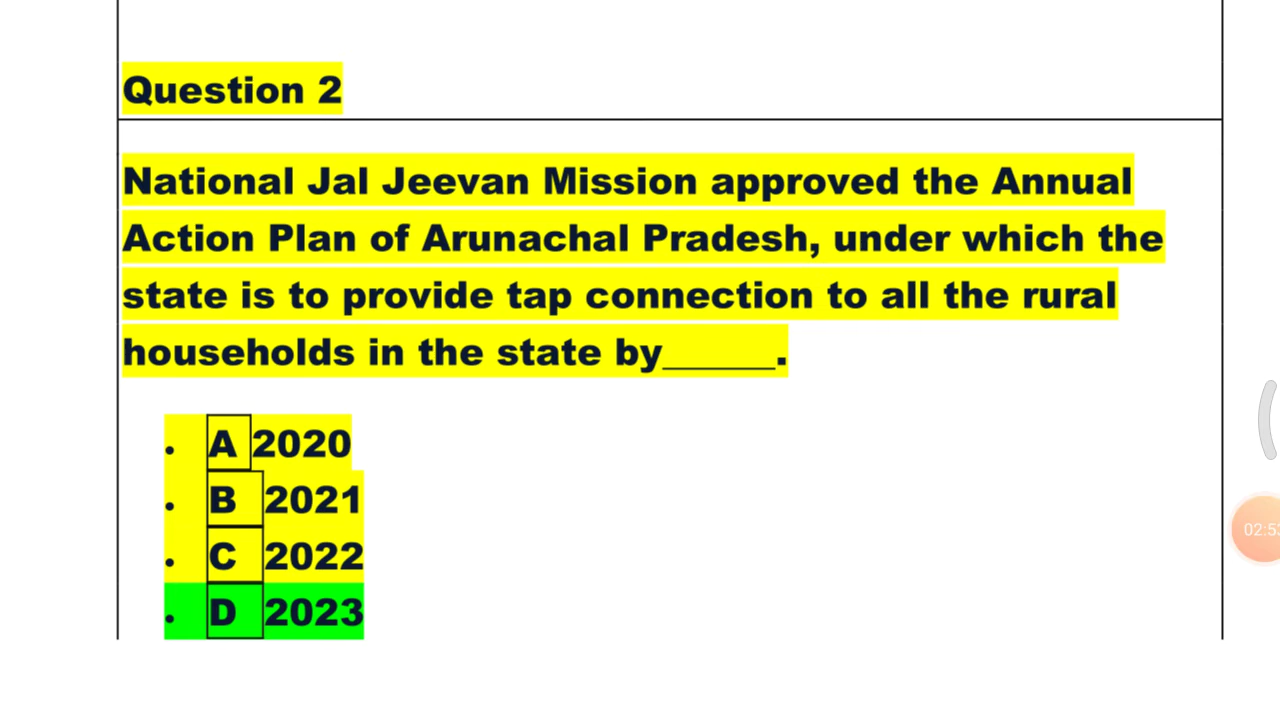 Question 2
National Jal Jeevan Mission approved the Annual
Action Plan of Arunachal Pradesh, under which the
state is to provide tap connection to all the rural
households in the state by______.
• A 2020
• B 2021
• C 2022
• D 2023